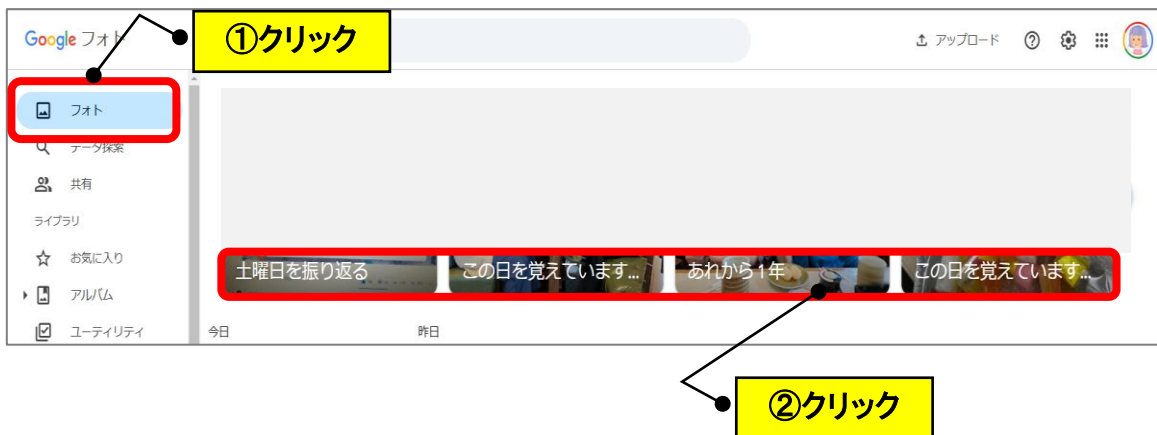 ①クリック
Google フォト
アップロード
フォト
データ探索
共有
ライブラリ
お気に入り
アルバム
ユーティリティ
土曜日を振り返る
この日を覚えています...
あれから1年
この日を覚えています...
今日
昨日
②クリック